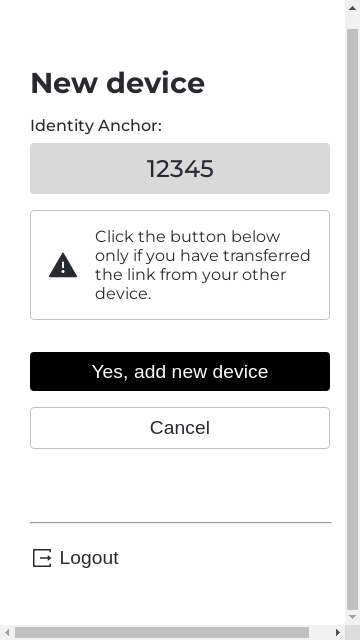 New device
Identity Anchor:
12345
Click the button below
only if you have transferred
the link from your other
device.
Yes, add new device
Cancel
Logout